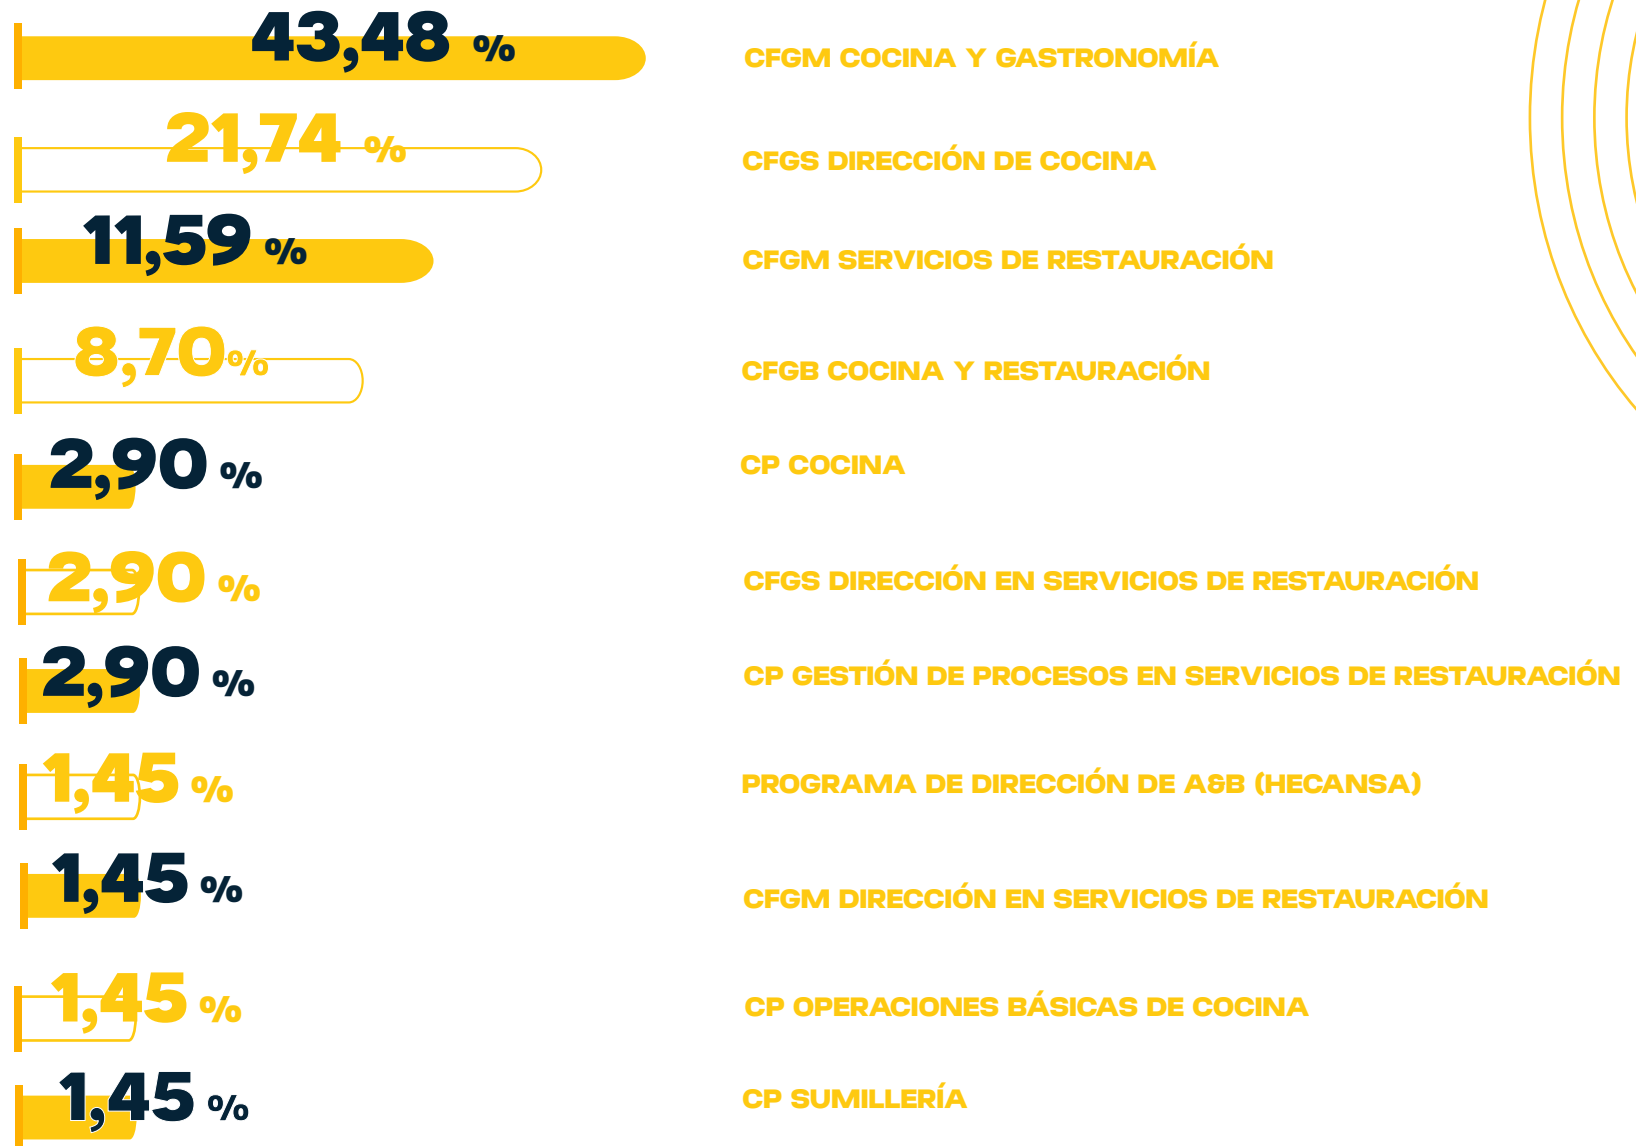 43,48 % CFGM COCINA Y GASTRONOMÍA
21,74 % CFGS DIRECCIÓN DE COCINA
11,59 % CFGM SERVICIOS DE RESTAURACIÓN
8,70% CFGB COCINA Y RESTAURACIÓN
2,90 % CP COCINA
2,90 % CFGS DIRECCIÓN EN SERVICIOS DE RESTAURACIÓN
2,90 % CP GESTIÓN DE PROCESOS EN SERVICIOS DE RESTAURACIÓN
1,45 % PROGRAMA DE DIRECCIÓN DE A&B (HECANSA)
1,45 % CFGM DIRECCIÓN EN SERVICIOS DE RESTAURACIÓN
1,45 % CP OPERACIONES BÁSICAS DE COCINA
1,45 % CP SUMILLERÍA